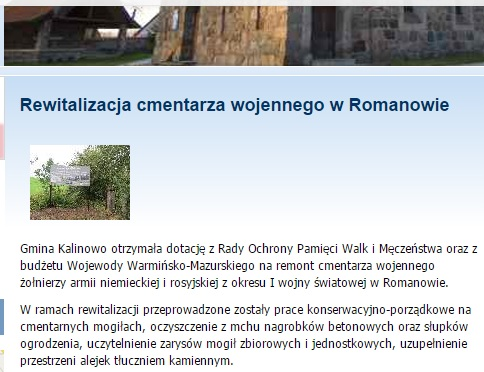 Rewitalizacja cmentarza wojennego w Romanowie
Gmina Kalinowo otrzymała dotację z Rady Ochrony Pamięci Walk i Męczeństwa oraz z
budżetu Wojewody Warmińsko-Mazurskiego na remont cmentarza wojennego
żołnierzy armii niemieckiej i rosyjskiej z okresu I wojny światowej w Romanowie.
W ramach rewitalizacji przeprowadzone zostały prace konserwacyjno-porządkowe na
cmentarnych mogiłach, oczyszczenie z mchu nagrobków betonowych oraz słupków
ogrodzenia, uczytelnienie zarysów mogił zbiorowych i jednostkowych, uzupełnienie
przestrzeni alejek tłuczniem kamiennym.